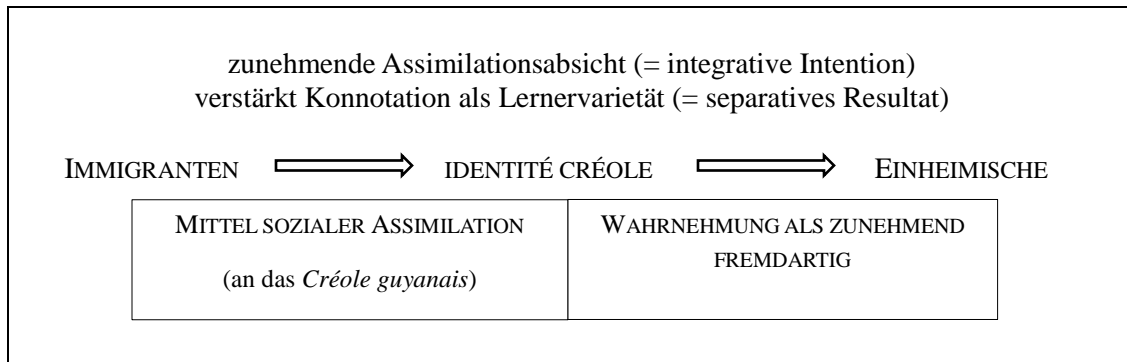 zunehmende Assimilationsabsicht (= integrative Intention)
verstärkt Konnotation als Lernervarietät (= separatives Resultat)
IMMIGRANTEN IDENTITÉ CRÉOLE EINHEIMISCHE
MITTEL SOZIALER ASSIMILATION
(an das Créole guyanais)
WAHRNEHMUNG ALS ZUNEHMEND
FREMDARTIG